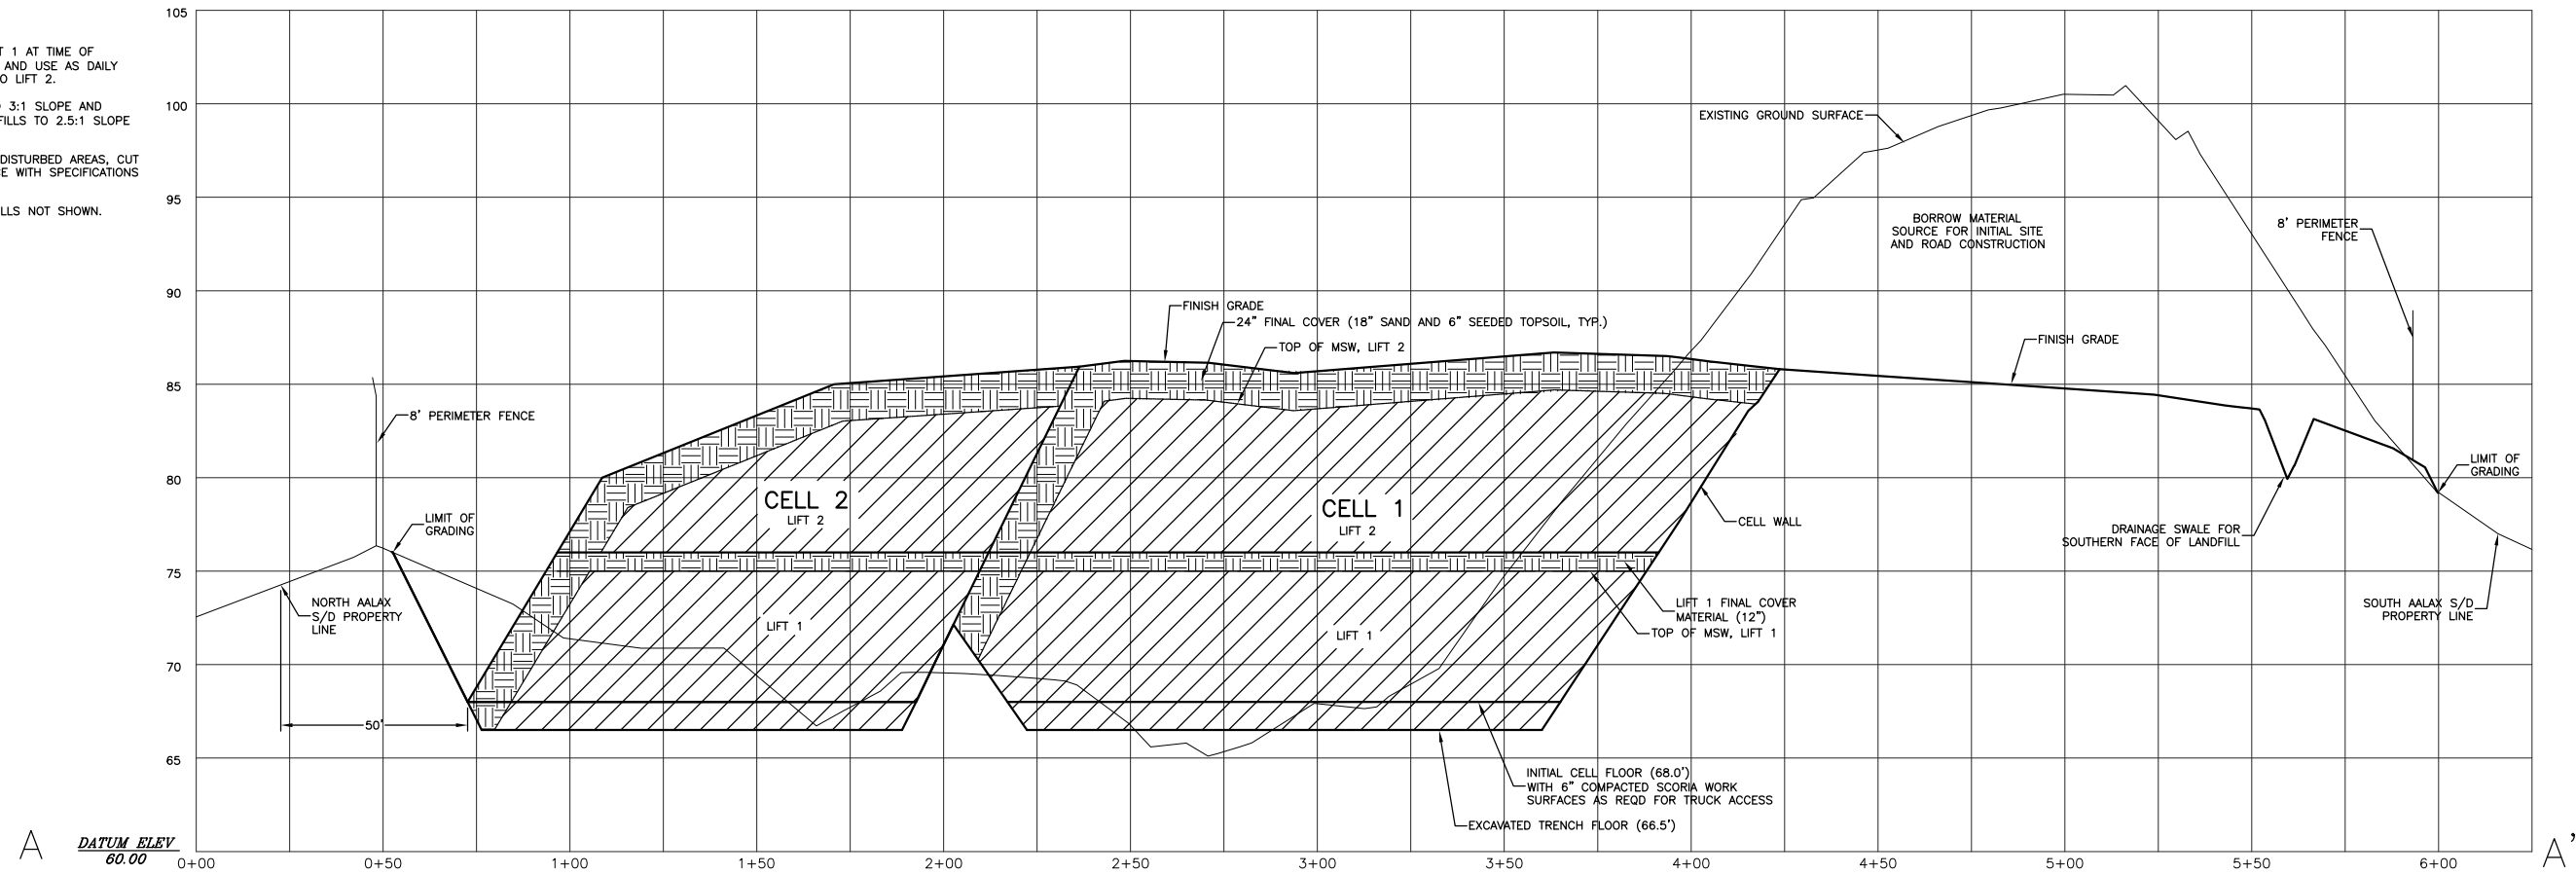 T 1 AT TIME OF
AND USE AS DAILY
O LIFT 2.
3:1 SLOPE AND
FILLS TO 2.5:1 SLOPE
DISTURBED AREAS, CUT
E WITH SPECIFICATIONS
LLS NOT SHOWN.
105
100
95
90
85
80
75
70
65
EXISTING GROUND SURFACE
BORROW MATERIAL
SOURCE FOR INITIAL SITE
AND ROAD CONSTRUCTION
8' PERIMETER
FENCE
FINISH GRADE
24" FINAL COVER (18" SAND AND 6" SEEDED TOPSOIL, TYP.)
TOP OF MSW, LIFT 2
FINISH GRADE
8' PERIMETER FENCE
LIMIT OF
GRADING
CELL 2
LIFT 2
CELL 1
LIFT 2
CELL WALL
LIMIT OF
GRADING
DRAINAGE SWALE FOR
SOUTHERN FACE OF LANDFILL
NORTH AALAX
S/D PROPERTY
LINE
LIFT 1
LIFT 1
LIFT 1 FINAL COVER
MATERIAL (12")
TOP OF MSW, LIFT 1
SOUTH AALAX S/D
PROPERTY LINE
50'
INITIAL CELL FLOOR (68.0')
WITH 6" COMPACTED SCORIA WORK
SURFACES AS REQD FOR TRUCK ACCESS
EXCAVATED TRENCH FLOOR (66.5')
A
DATUM ELEV
60.00
0+00 0+50 1+00 1+50 2+00 2+50 3+00 3+50 4+00 4+50 5+00 5+50 6+00
A'